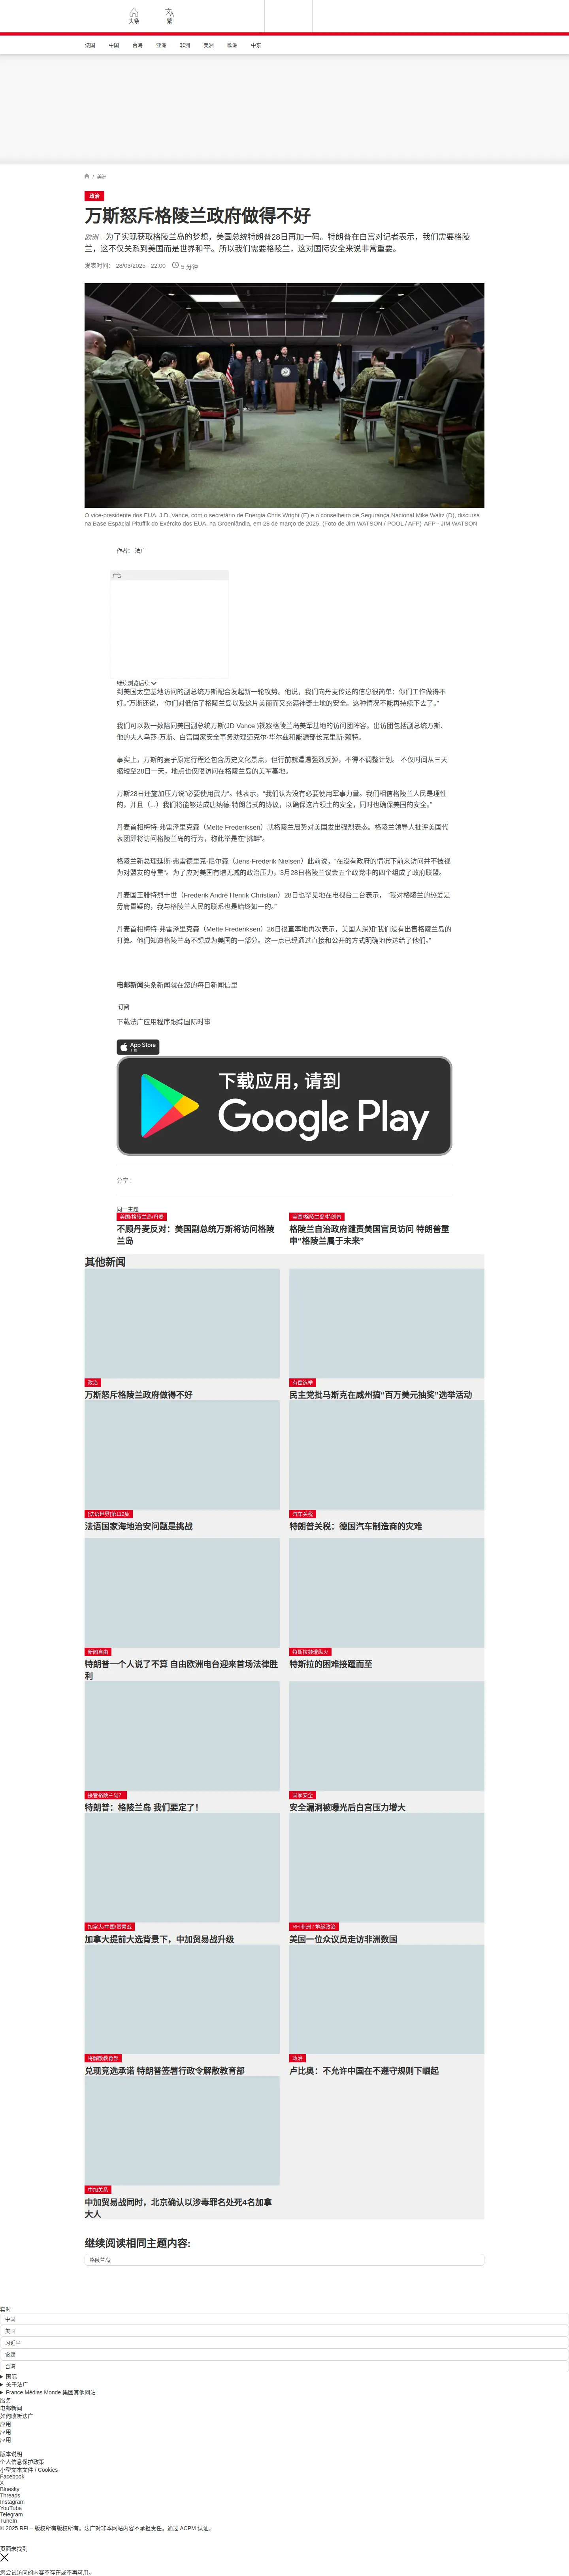 头条
繁
法国 中国 台海 亚洲 非洲 美洲 欧洲 中东
/ 美洲
政治
万斯怒斥格陵兰政府做得不好
欧洲 – 为了实现获取格陵兰岛的梦想，美国总统特朗普28日再加一码。特朗普在白宫对记者表示，我们需要格陵
兰，这不仅关系到美国而是世界和平。所以我们需要格陵兰，这对国际安全来说非常重要。
发表时间： 28/03/2025 - 22:00 5 分钟
O vice-presidente dos EUA, J.D. Vance, com o secretário de Energia Chris Wright (E) e o conselheiro de Segurança Nacional Mike Waltz (D), discursa
na Base Espacial Pituffik do Exército dos EUA, na Groenlândia, em 28 de março de 2025. (Foto de Jim WATSON / POOL / AFP) AFP - JIM WATSON
作者： 法广
广告
继续浏览后续
到美国太空基地访问的副总统万斯配合发起新一轮攻势。他说，我们向丹麦传达的信息很简单：你们工作做得不
好。”万斯还说，“你们对低估了格陵兰岛以及这片美丽而又充满神奇土地的安全。这种情况不能再持续下去了。”
我们可以数一数陪同美国副总统万斯(JD Vance )视察格陵兰岛美军基地的访问团阵容。出访团包括副总统万斯、
他的夫人乌莎·万斯、白宫国家安全事务助理迈克尔·华尔兹和能源部长克里斯·赖特。
事实上，万斯的妻子原定行程还包含历史文化景点，但行前就遭遇强烈反弹，不得不调整计划。 不仅时间从三天
缩短至28日一天，地点也仅限访问在格陵兰岛的美军基地。
万斯28日还施加压力说”必要使用武力“。他表示，“我们认为没有必要使用军事力量。我们相信格陵兰人民是理性
的，并且（...）我们将能够达成唐纳德·特朗普式的协议，以确保这片领土的安全，同时也确保美国的安全。”
丹麦首相梅特·弗雷泽里克森（Mette Frederiksen）就格陵兰局势对美国发出强烈表态。格陵兰领导人批评美国代
表团即将访问格陵兰岛的行为，称此举是在“挑衅”。
格陵兰新总理延斯-弗雷德里克-尼尔森（Jens-Frederik Nielsen）此前说，“在没有政府的情况下前来访问并不被视
为对盟友的尊重”。为了应对美国有增无减的政治压力，3月28日格陵兰议会五个政党中的四个组成了政府联盟。
丹麦国王滕特烈十世（Frederik André Henrik Christian）28日也罕见地在电视台二台表示， “我对格陵兰的热爱是
毋庸置疑的，我与格陵兰人民的联系也是始终如一的。”
丹麦首相梅特·弗雷泽里克森（Mette Frederiksen）26日很直率地再次表示，美国人深知“我们没有出售格陵兰岛的
打算。他们知道格陵兰岛不想成为美国的一部分。这一点已经通过直接和公开的方式明确地传达给了他们。”
电邮新闻头条新闻就在您的每日新闻信里
订阅
下载法广应用程序跟踪国际时事
App Store
下载
下载应用，请到
Google Play
分享 :
同一主题
美国/格陵兰岛/丹麦
不顾丹麦反对：美国副总统万斯将访问格陵
兰岛
美国/格陵兰岛/特朗普
格陵兰自治政府谴责美国官员访问 特朗普重
申“格陵兰属于未来”
其他新闻
政治
万斯怒斥格陵兰政府做得不好
有偿选举
民主党批马斯克在威州搞“百万美元抽奖”选举活动
[法语世界]第112集
法语国家海地治安问题是挑战
汽车关税
特朗普关税：德国汽车制造商的灾难
新闻自由
特朗普一个人说了不算 自由欧洲电台迎来首场法律胜
利
特斯拉频遭纵火
特斯拉的困难接踵而至
接管格陵兰岛?
特朗普：格陵兰岛 我们要定了!
国家安全
安全漏洞被曝光后白宫压力增大
加拿大/中国/贸易战
加拿大提前大选背景下，中加贸易战升级
RFI非洲 / 地缘政治
美国一位众议员走访非洲数国
将解散教育部
兑现竞选承诺 特朗普签署行政令解散教育部
政治
卢比奥：不允许中国在不遵守规则下崛起
中加关系
中加贸易战同时，北京确认以涉毒罪名处死4名加拿
大人
继续阅读相同主题内容:
格陵兰岛
实时
中国
美国
习近平
贪腐
台湾
国际
关于法广
France Médias Monde 集团其他网站
服务
电邮新闻
如何收听法广
应用
应用
应用
版本说明
个人信息保护政策
小型文本文件 / Cookies
Facebook
X
Bluesky
Threads
Instagram
YouTube
Telegram
TuneIn
© 2025 RFI – 版权所有版权所有。法广对非本网站内容不承担责任。通过 ACPM 认证。
页面未找到
您尝试访问的内容不存在或不再可用。